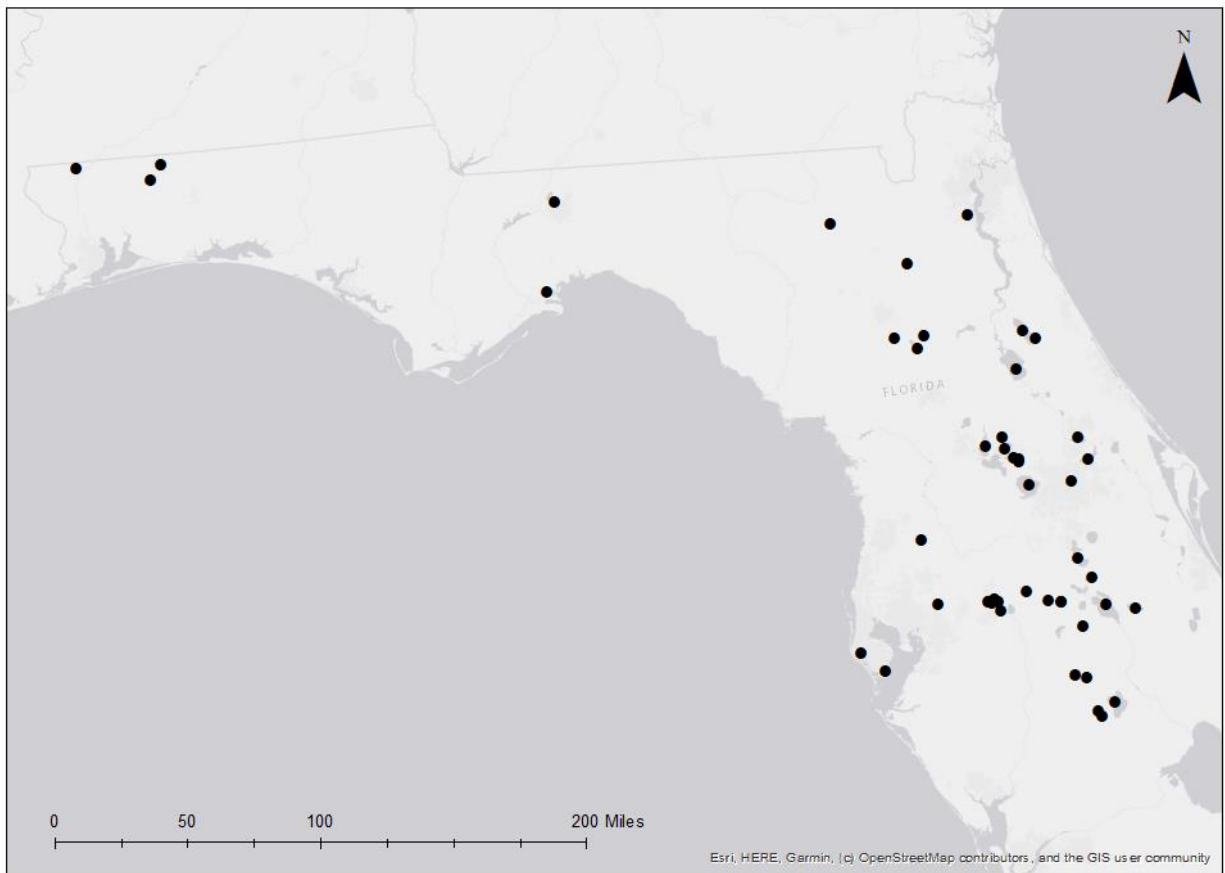 N
FLORIDA
0 50 100 200 Miles
Esri, HERE, Garmin, (c) OpenStreetMap contributors, and the GIS user community